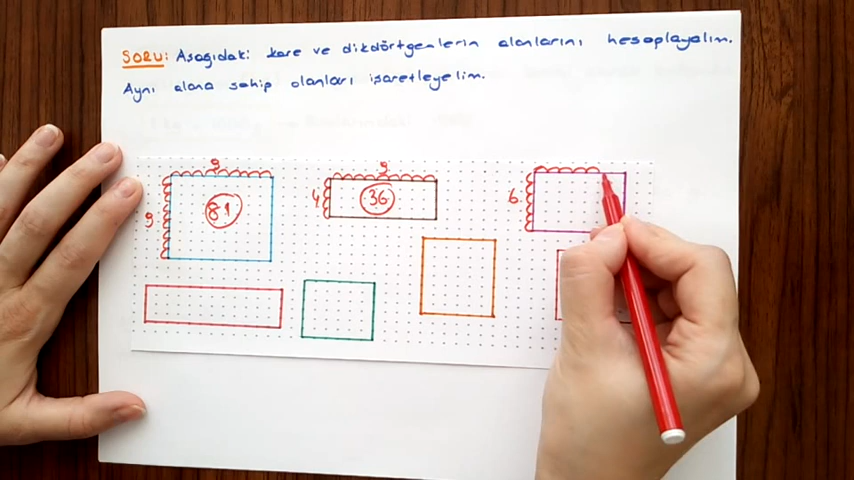 SORU: Aşağıdaki kare ve dikdörtgenlerin alanlarını hesaplayalım.
Aynı alana sahip olanları işaretleyelim.
9 9
9 81 4 36 6